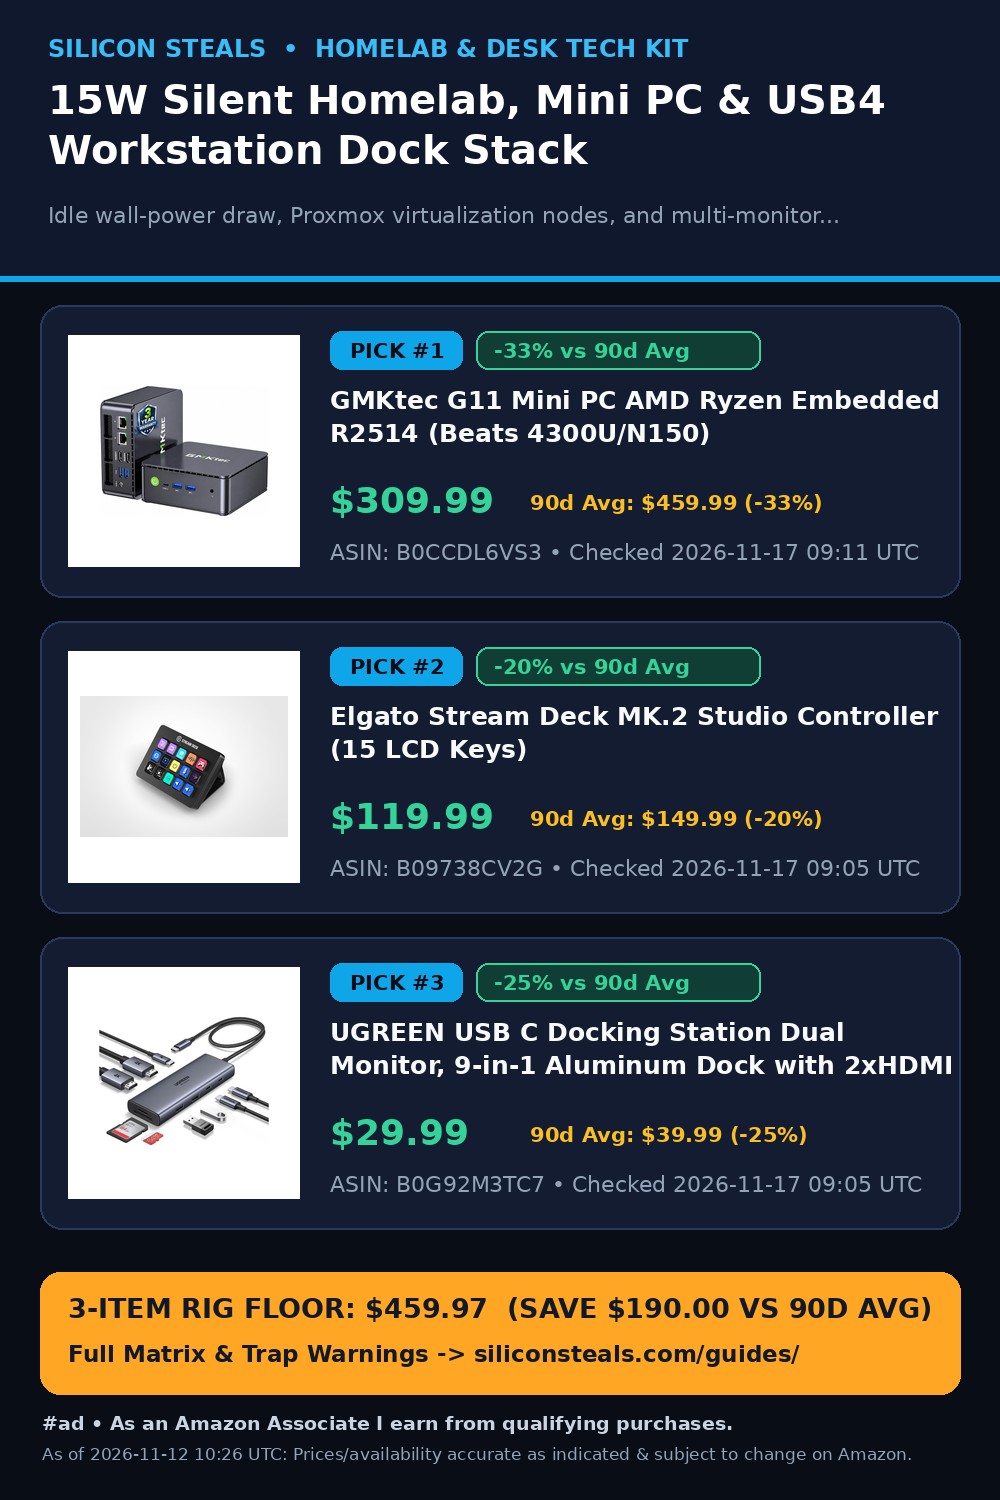 SILICON STEALS • HOMELAB & DESK TECH KIT
15W Silent Homelab, Mini PC & USB4
Workstation Dock Stack
Idle wall-power draw, Proxmox virtualization nodes, and multi-monitor...
PICK #1
-33% vs 90d Avg
GMKtec G11 Mini PC AMD Ryzen Embedded
R2514 (Beats 4300U/N150)
$309.99
90d Avg: $459.99 (-33%)
ASIN: B0CCDL6VS3 • Checked 2026-11-17 09:11 UTC
PICK #2
-20% vs 90d Avg
Elgato Stream Deck MK.2 Studio Controller
(15 LCD Keys)
$119.99
90d Avg: $149.99 (-20%)
ASIN: B09738CV2G • Checked 2026-11-17 09:05 UTC
PICK #3
-25% vs 90d Avg
UGREEN USB C Docking Station Dual
Monitor, 9-in-1 Aluminum Dock with 2xHDMI
$29.99
90d Avg: $39.99 (-25%)
ASIN: B0G92M3TC7 • Checked 2026-11-17 09:05 UTC
3-ITEM RIG FLOOR: $459.97 (SAVE $190.00 VS 90D AVG)
Full Matrix & Trap Warnings -> siliconsteals.com/guides/
#ad • As an Amazon Associate I earn from qualifying purchases.
As of 2026-11-12 10:26 UTC: Prices/availability accurate as indicated & subject to change on Amazon.